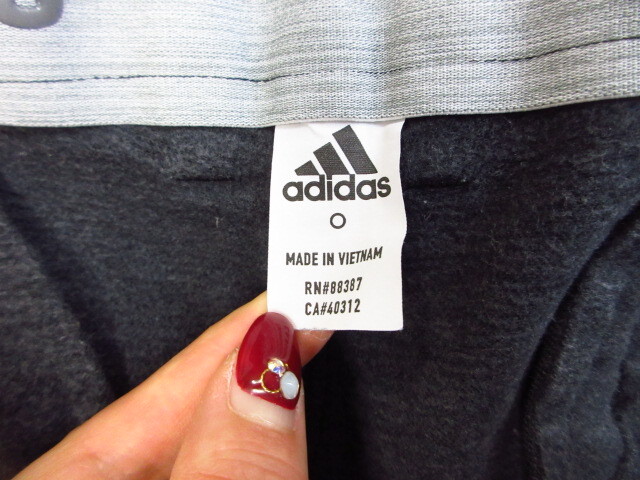 adidas
O
MADE IN VIETNAM
RN#88387
CA#40312